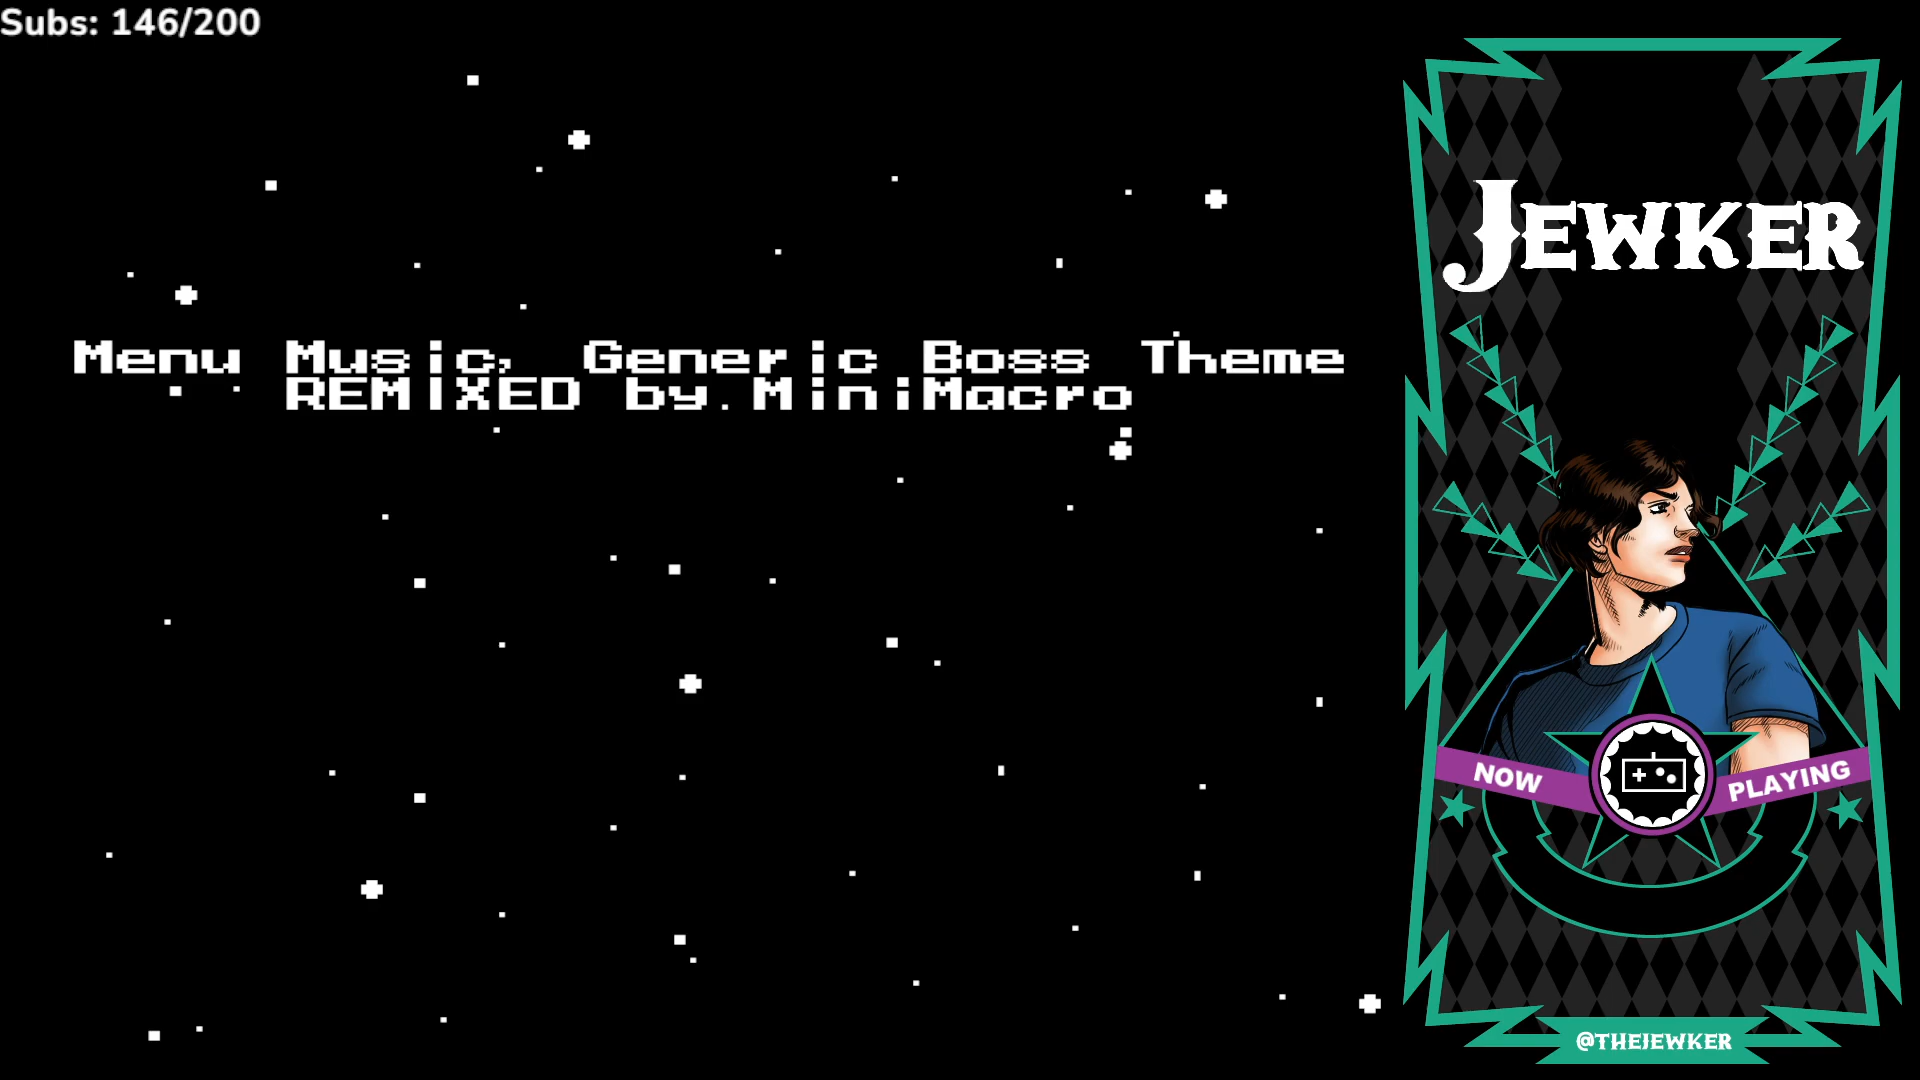 Subs: 146/200
Menu Music, Generic Boss Theme
REMIXED by MiniMacro
JEWKER
NOW PLAYING
@THEJEWKER